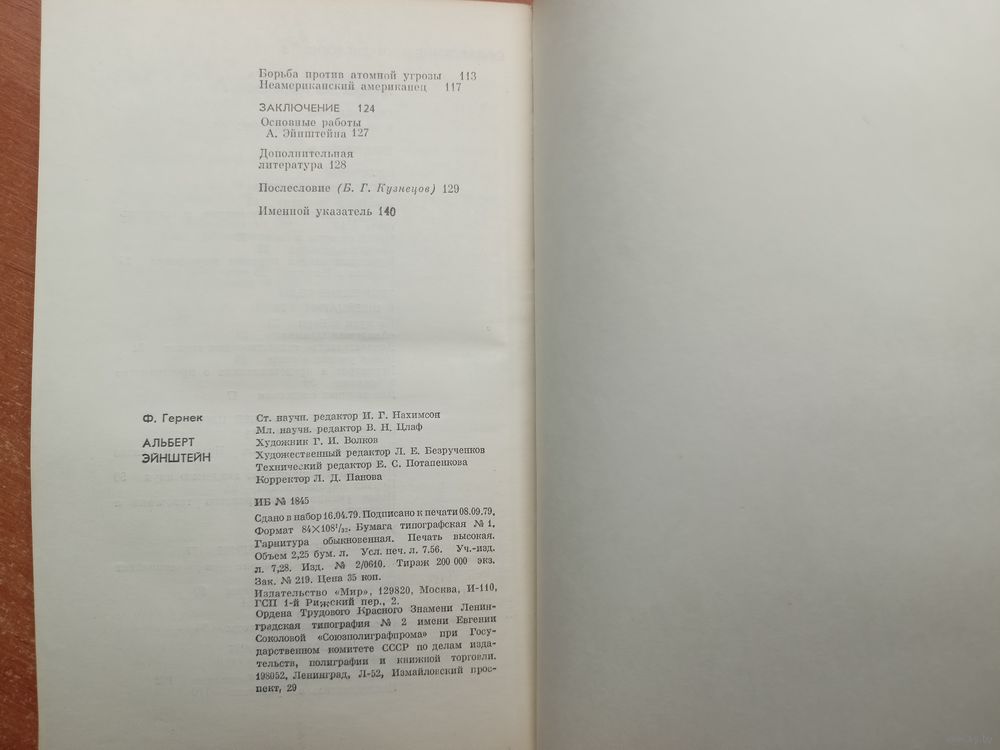 Борьба против атомной угрозы 113
Неамериканский американец 117
ЗАКЛЮЧЕНИЕ 124
Основные работы
А. Эйнштейна 127
Дополнительная
литература 128
Послесловие (Б. Г. Кузнецов) 129
Именной указатель 140
Ф. Гернек
АЛЬБЕРТ
ЭЙНШТЕЙН
Ст. научн. редактор И. Г. Нахимсон
Мл. научн. редактор В. Н. Цлаф
Художник Г. И. Волков
Художественный редактор Л. Е. Безрученков
Технический редактор Е. С. Потапенкова
Корректор Л. Д. Панова
ИБ № 1845
Сдано в набор 16.04.79. Подписано к печати 08.09.79.
Формат 84×108¹/₃₂. Бумага типографская № 1.
Гарнитура обыкновенная. Печать высокая.
Объем 2,25 бум. л. Усл. печ. л. 7.56. Уч.-изд.
л. 7,28. Изд. № 2/0610. Тираж 200 000 экз.
Зак. № 219. Цена 35 коп.
Издательство «Мир», 129820, Москва, И-110,
ГСП 1-й Рижский пер., 2.
Ордена Трудового Красного Знамени Ленин-
градская типография № 2 имени Евгении
Соколовой «Союзполиграфпрома» при Госу-
дарственном комитете СССР по делам изда-
тельств, полиграфии и книжной торговли.
198052, Ленинград, Л-52, Измайловский прос-
пект, 29